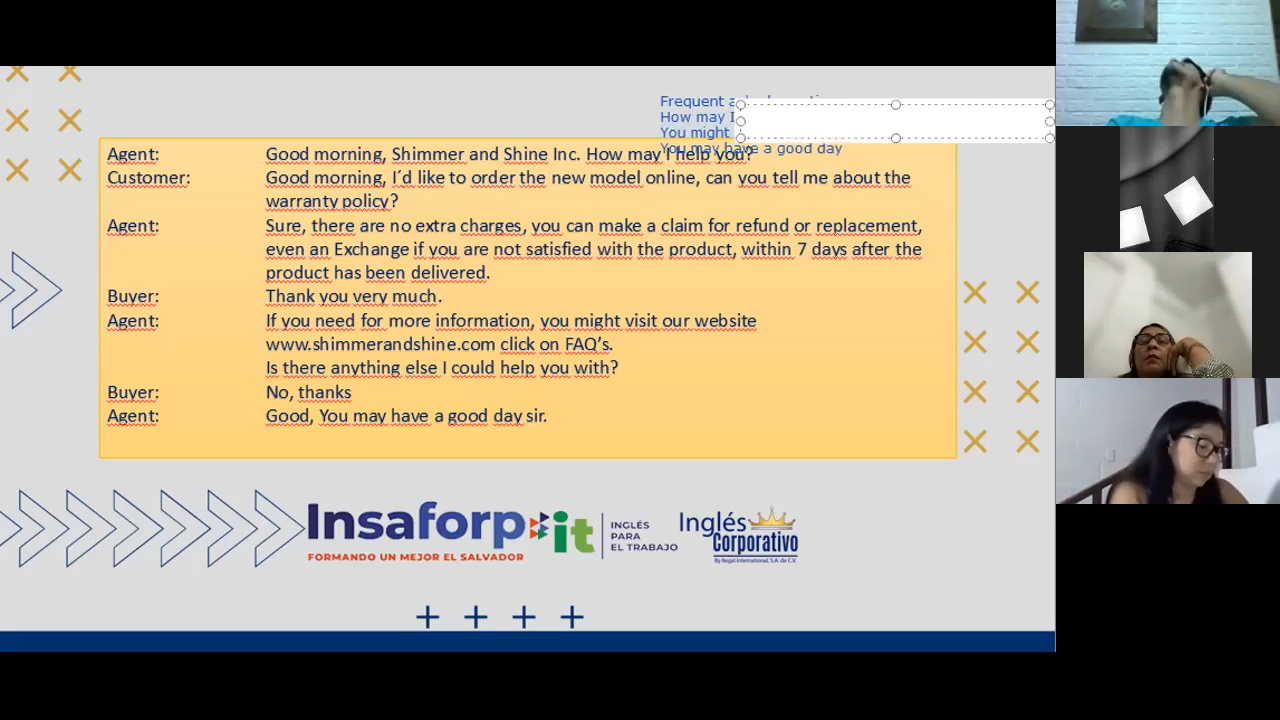 Frequent
How may I
You might
You may have a good day
Agent: Good morning, Shimmer and Shine Inc. How may I help you?
Customer: Good morning, I´d like to order the new model online, can you tell me about the
warranty policy?
Agent: Sure, there are no extra charges, you can make a claim for refund or replacement,
even an Exchange if you are not satisfied with the product, within 7 days after the
product has been delivered.
Buyer: Thank you very much.
Agent: If you need for more information, you might visit our website
www.shimmerandshine.com click on FAQ’s.
Is there anything else I could help you with?
Buyer: No, thanks
Agent: Good, You may have a good day sir.
Insaforp
FORMANDO UN MEJOR EL SALVADOR
it
INGLÉS
PARA
EL TRABAJO
Inglés
Corporativo
By Regal International, S.A. de C.V.